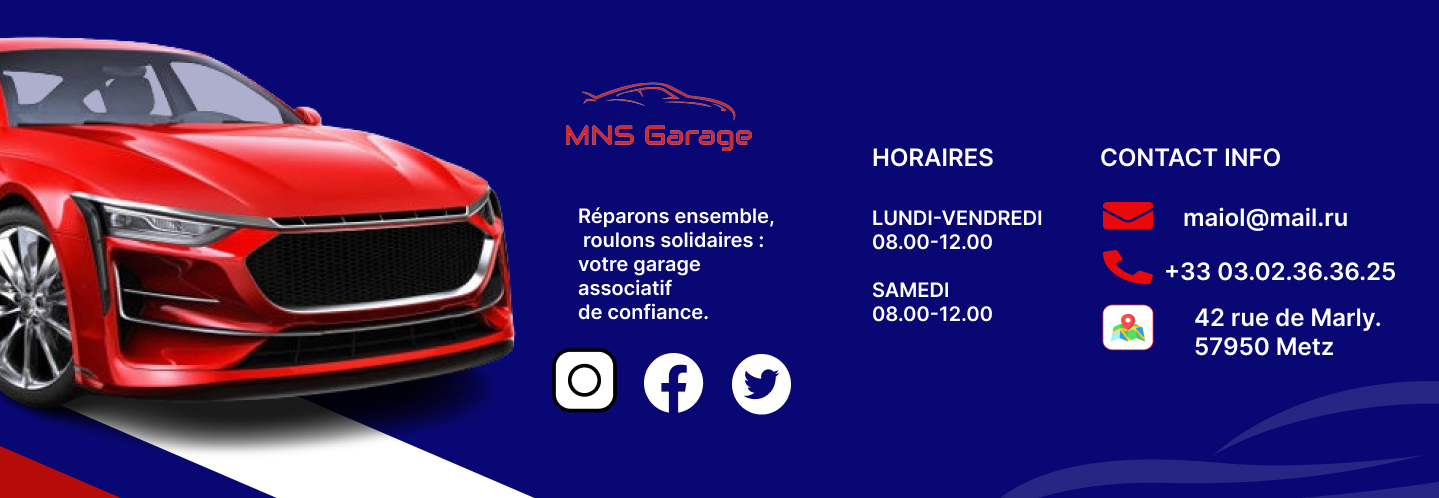 MNS Garage
Réparons ensemble,
roulons solidaires :
votre garage
associatif
de confiance.
HORAIRES
LUNDI-VENDREDI
08.00-12.00
SAMEDI
08.00-12.00
CONTACT INFO
maiol@mail.ru
+33 03.02.36.36.25
42 rue de Marly.
57950 Metz